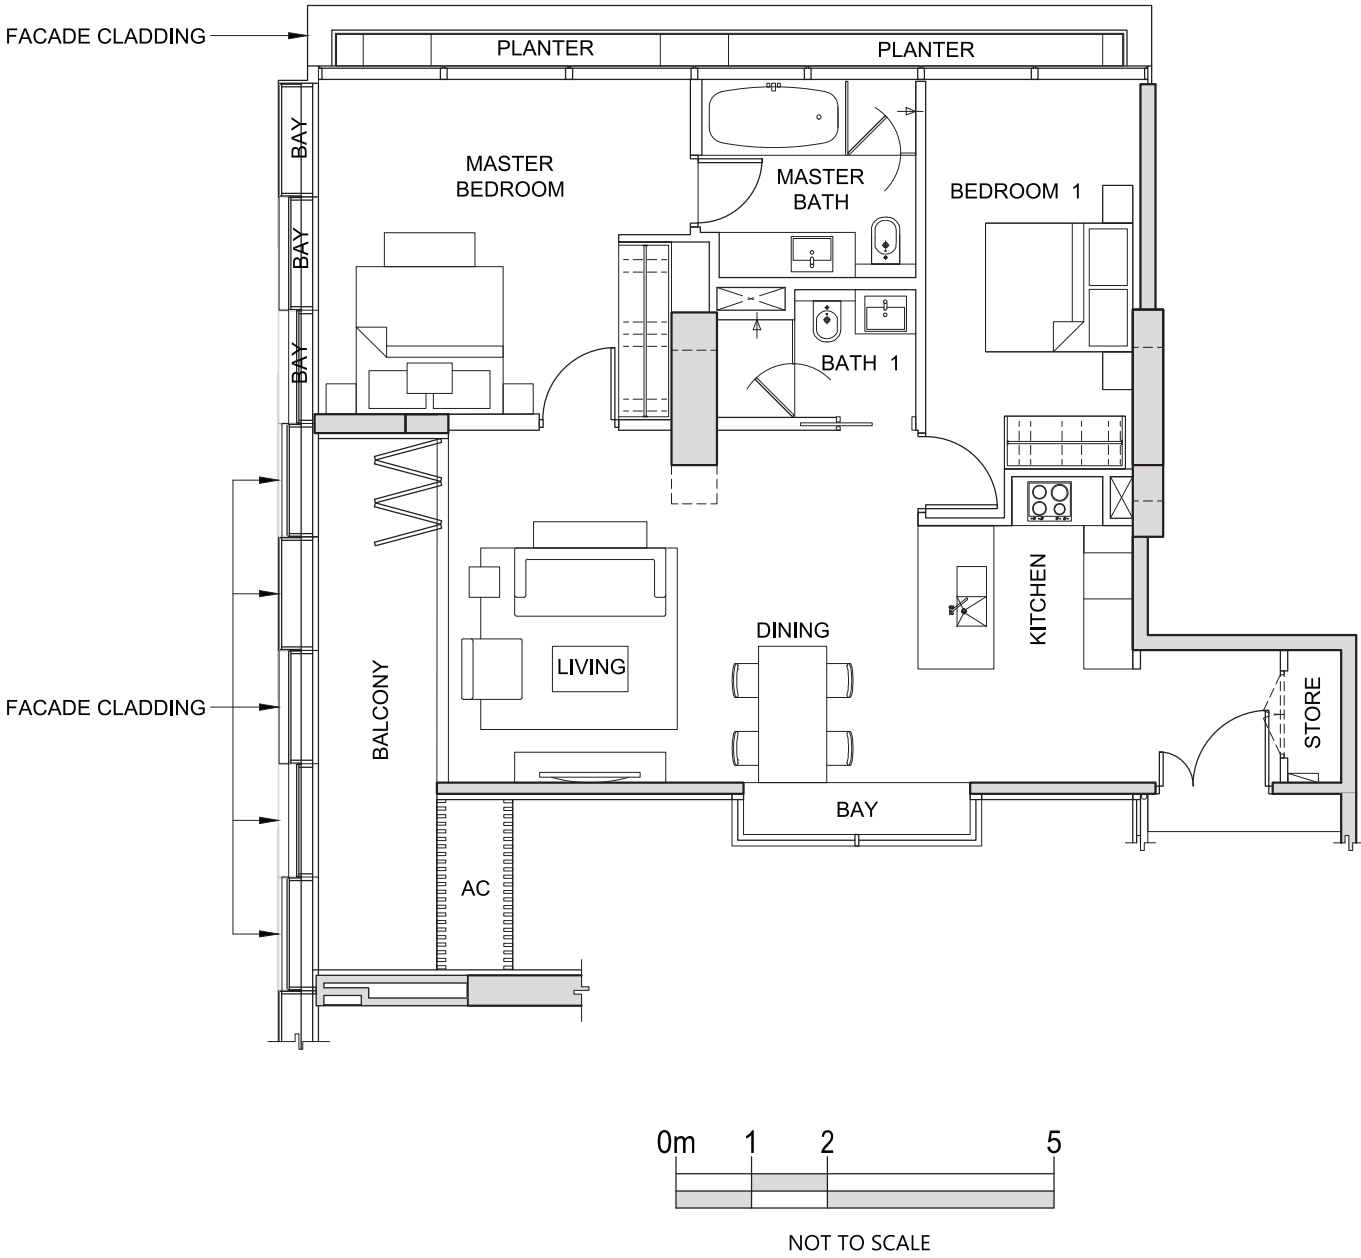 FACADE CLADDING
PLANTER
PLANTER
BAY
MASTER
BEDROOM
MASTER
BATH
BEDROOM 1
BAY
BAY
BATH 1
KITCHEN
DINING
LIVING
BALCONY
FACADE CLADDING
STORE
BAY
AC
0m 1 2 5
NOT TO SCALE